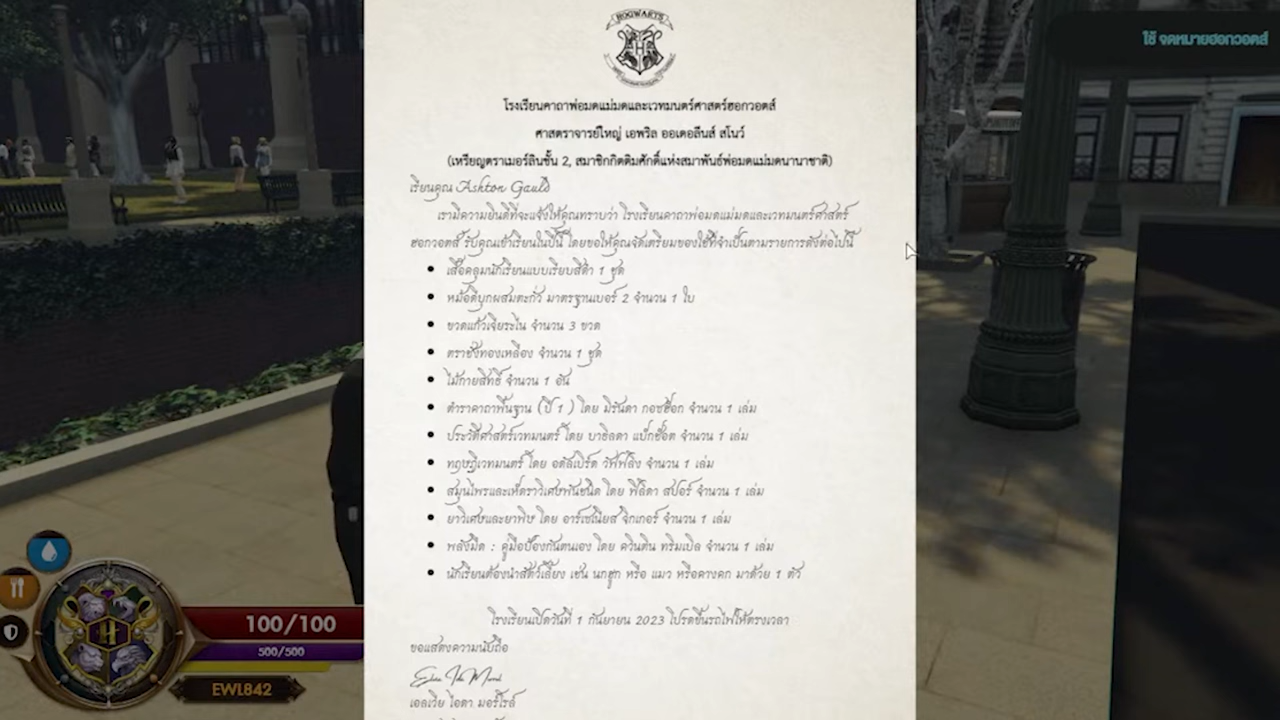 HOGWARTS
ใช้ จดหมายฮอกวอตส์
โรงเรียนคาถาพ่อมดแม่มดและเวทมนตร์ศาสตร์ฮอกวอตส์
ศาสตราจารย์ใหญ่ เอพริล ออเดอลีนส์ สโนว์
(เหรียญตราเมอร์ลินชั้น 2, สมาชิกกิตติมศักดิ์แห่งสมาพันธ์พ่อมดแม่มดนานาชาติ)
เรียนคุณ Ashton Gauld
เรามีความยินดีที่จะแจ้งให้คุณทราบว่า โรงเรียนคาถาพ่อมดแม่มดและเวทมนตร์ศาสตร์
ฮอกวอตส์ รับคุณเข้าเรียนในปีนี้ โดยขอให้คุณจัดเตรียมของใช้ที่จำเป็นตามรายการดังต่อไปนี้
• เสื้อคลุมนักเรียนแบบเรียบสีดำ 1 ชุด
• หม้อดีบุกผสมตะกั่ว มาตรฐานเบอร์ 2 จำนวน 1 ใบ
• ขวดแก้วเจียระไน จำนวน 3 ขวด
• ตราชั่งทองเหลือง จำนวน 1 ชุด
• ไม้กายสิทธิ์ จำนวน 1 อัน
• ตำราคาถาพื้นฐาน (ปี 1 ) โดย มิรันดา กอชฮ็อก จำนวน 1 เล่ม
• ประวัติศาสตร์เวทมนตร์ โดย บาธิลดา แบ็กช็อต จำนวน 1 เล่ม
• ทฤษฎีเวทมนตร์ โดย อดัลเบิร์ต วัฟฟลิง จำนวน 1 เล่ม
• สมุนไพรและเห็ดราวิเศษพันชนิด โดย ฟิลิดา สปอร์ จำนวน 1 เล่ม
• ยาวิเศษและยาพิษ โดย อาร์เซเนียส จิกเกอร์ จำนวน 1 เล่ม
• พลังมืด : คู่มือป้องกันตนเอง โดย ควินติน ทริมเบิล จำนวน 1 เล่ม
• นักเรียนต้องนำสัตว์เลี้ยง เช่น นกฮูก หรือ แมว หรือคางคก มาด้วย 1 ตัว
โรงเรียนเปิดวันที่ 1 กันยายน 2023 โปรดขึ้นรถไฟให้ตรงเวลา
ขอแสดงความนับถือ
เอลเวีย ไอดา มอร์ไรล์
100/100
500/500
EWL842